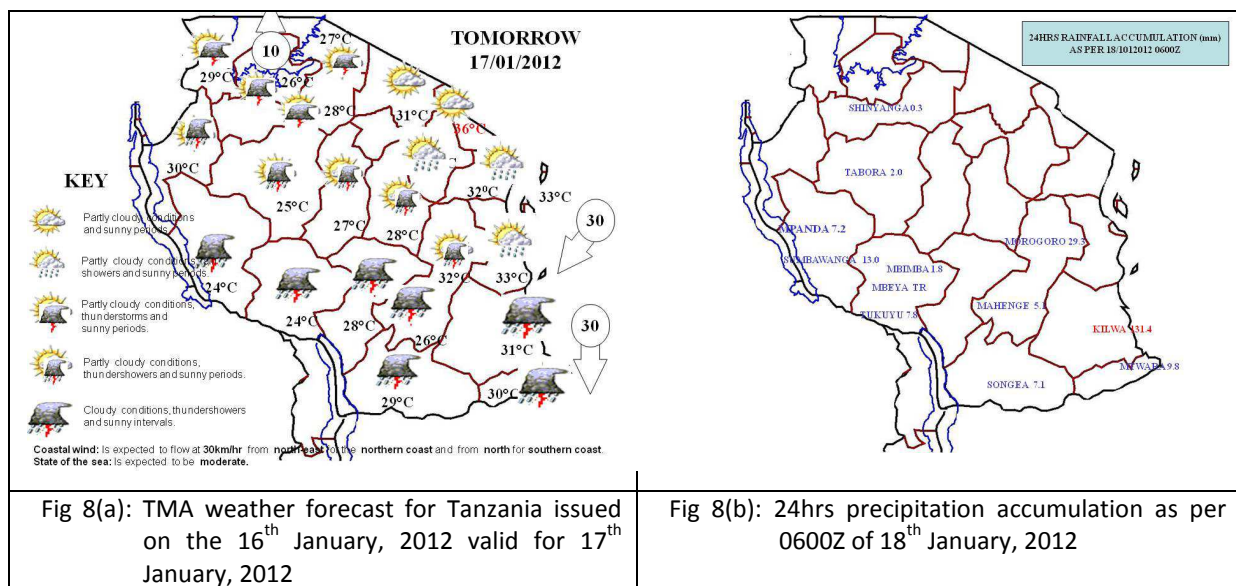 TOMORROW
17/01/2012
27°C
10
29°C
26°C
28°C
31°C
36°C
30°C
25°C
32°C
33°C
27°C
28°C
30
24°C
32°C
33°C
24°C
28°C
26°C
30
31°C
29°C
30°C
KEY
Partly cloudy conditions
and sunny periods.
Partly cloudy conditions,
showers and sunny periods.
Partly cloudy conditions,
thunderstorms and
sunny periods.
Partly cloudy conditions,
thundershowers and sunny periods.
Cloudy conditions, thundershowers
and sunny intervals.
Coastal wind: Is expected to flow at 30km/hr from north-east for the northern coast and from north for southern coast.
State of the sea: Is expected to be moderate.
24HRS RAINFALL ACCUMULATION (mm)
AS PER 18/1012012 0600Z
SHINYANGA 0.3
TABORA 2.0
MPANDA 7.2
MOROGORO 29.3
SUMBAWANGA 13.0
MBIMBA 1.8
MBEYA TR
MAHENGE 5.1
TUKUYU 7.8
KILWA 131.4
MTWARA 9.8
SONGEA 7.1
Fig 8(a): TMA weather forecast for Tanzania issued
on the 16th January, 2012 valid for 17th
January, 2012
Fig 8(b): 24hrs precipitation accumulation as per
0600Z of 18th January, 2012